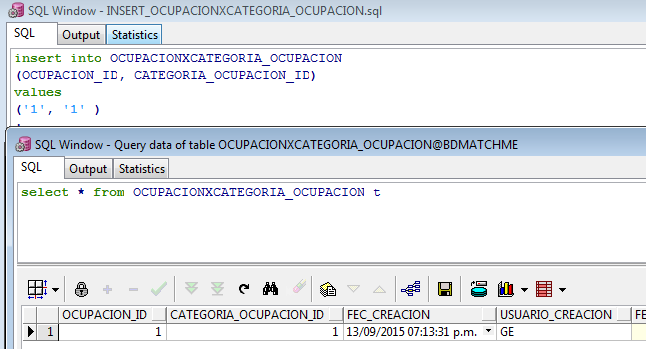 SQL Window - INSERT_OCUPACIONXCATEGORIA_OCUPACION.sql
SQL Output Statistics
insert into OCUPACIONXCATEGORIA_OCUPACION
(OCUPACION_ID, CATEGORIA_OCUPACION_ID)
values
('1', '1' )
SQL Window - Query data of table OCUPACIONXCATEGORIA_OCUPACION@BDMATCHME
SQL Output Statistics
select * from OCUPACIONXCATEGORIA_OCUPACION t
OCUPACION_ID CATEGORIA_OCUPACION_ID FEC_CREACION USUARIO_CREACION FE
1 1 1 13/09/2015 07:13:31 p.m. GE